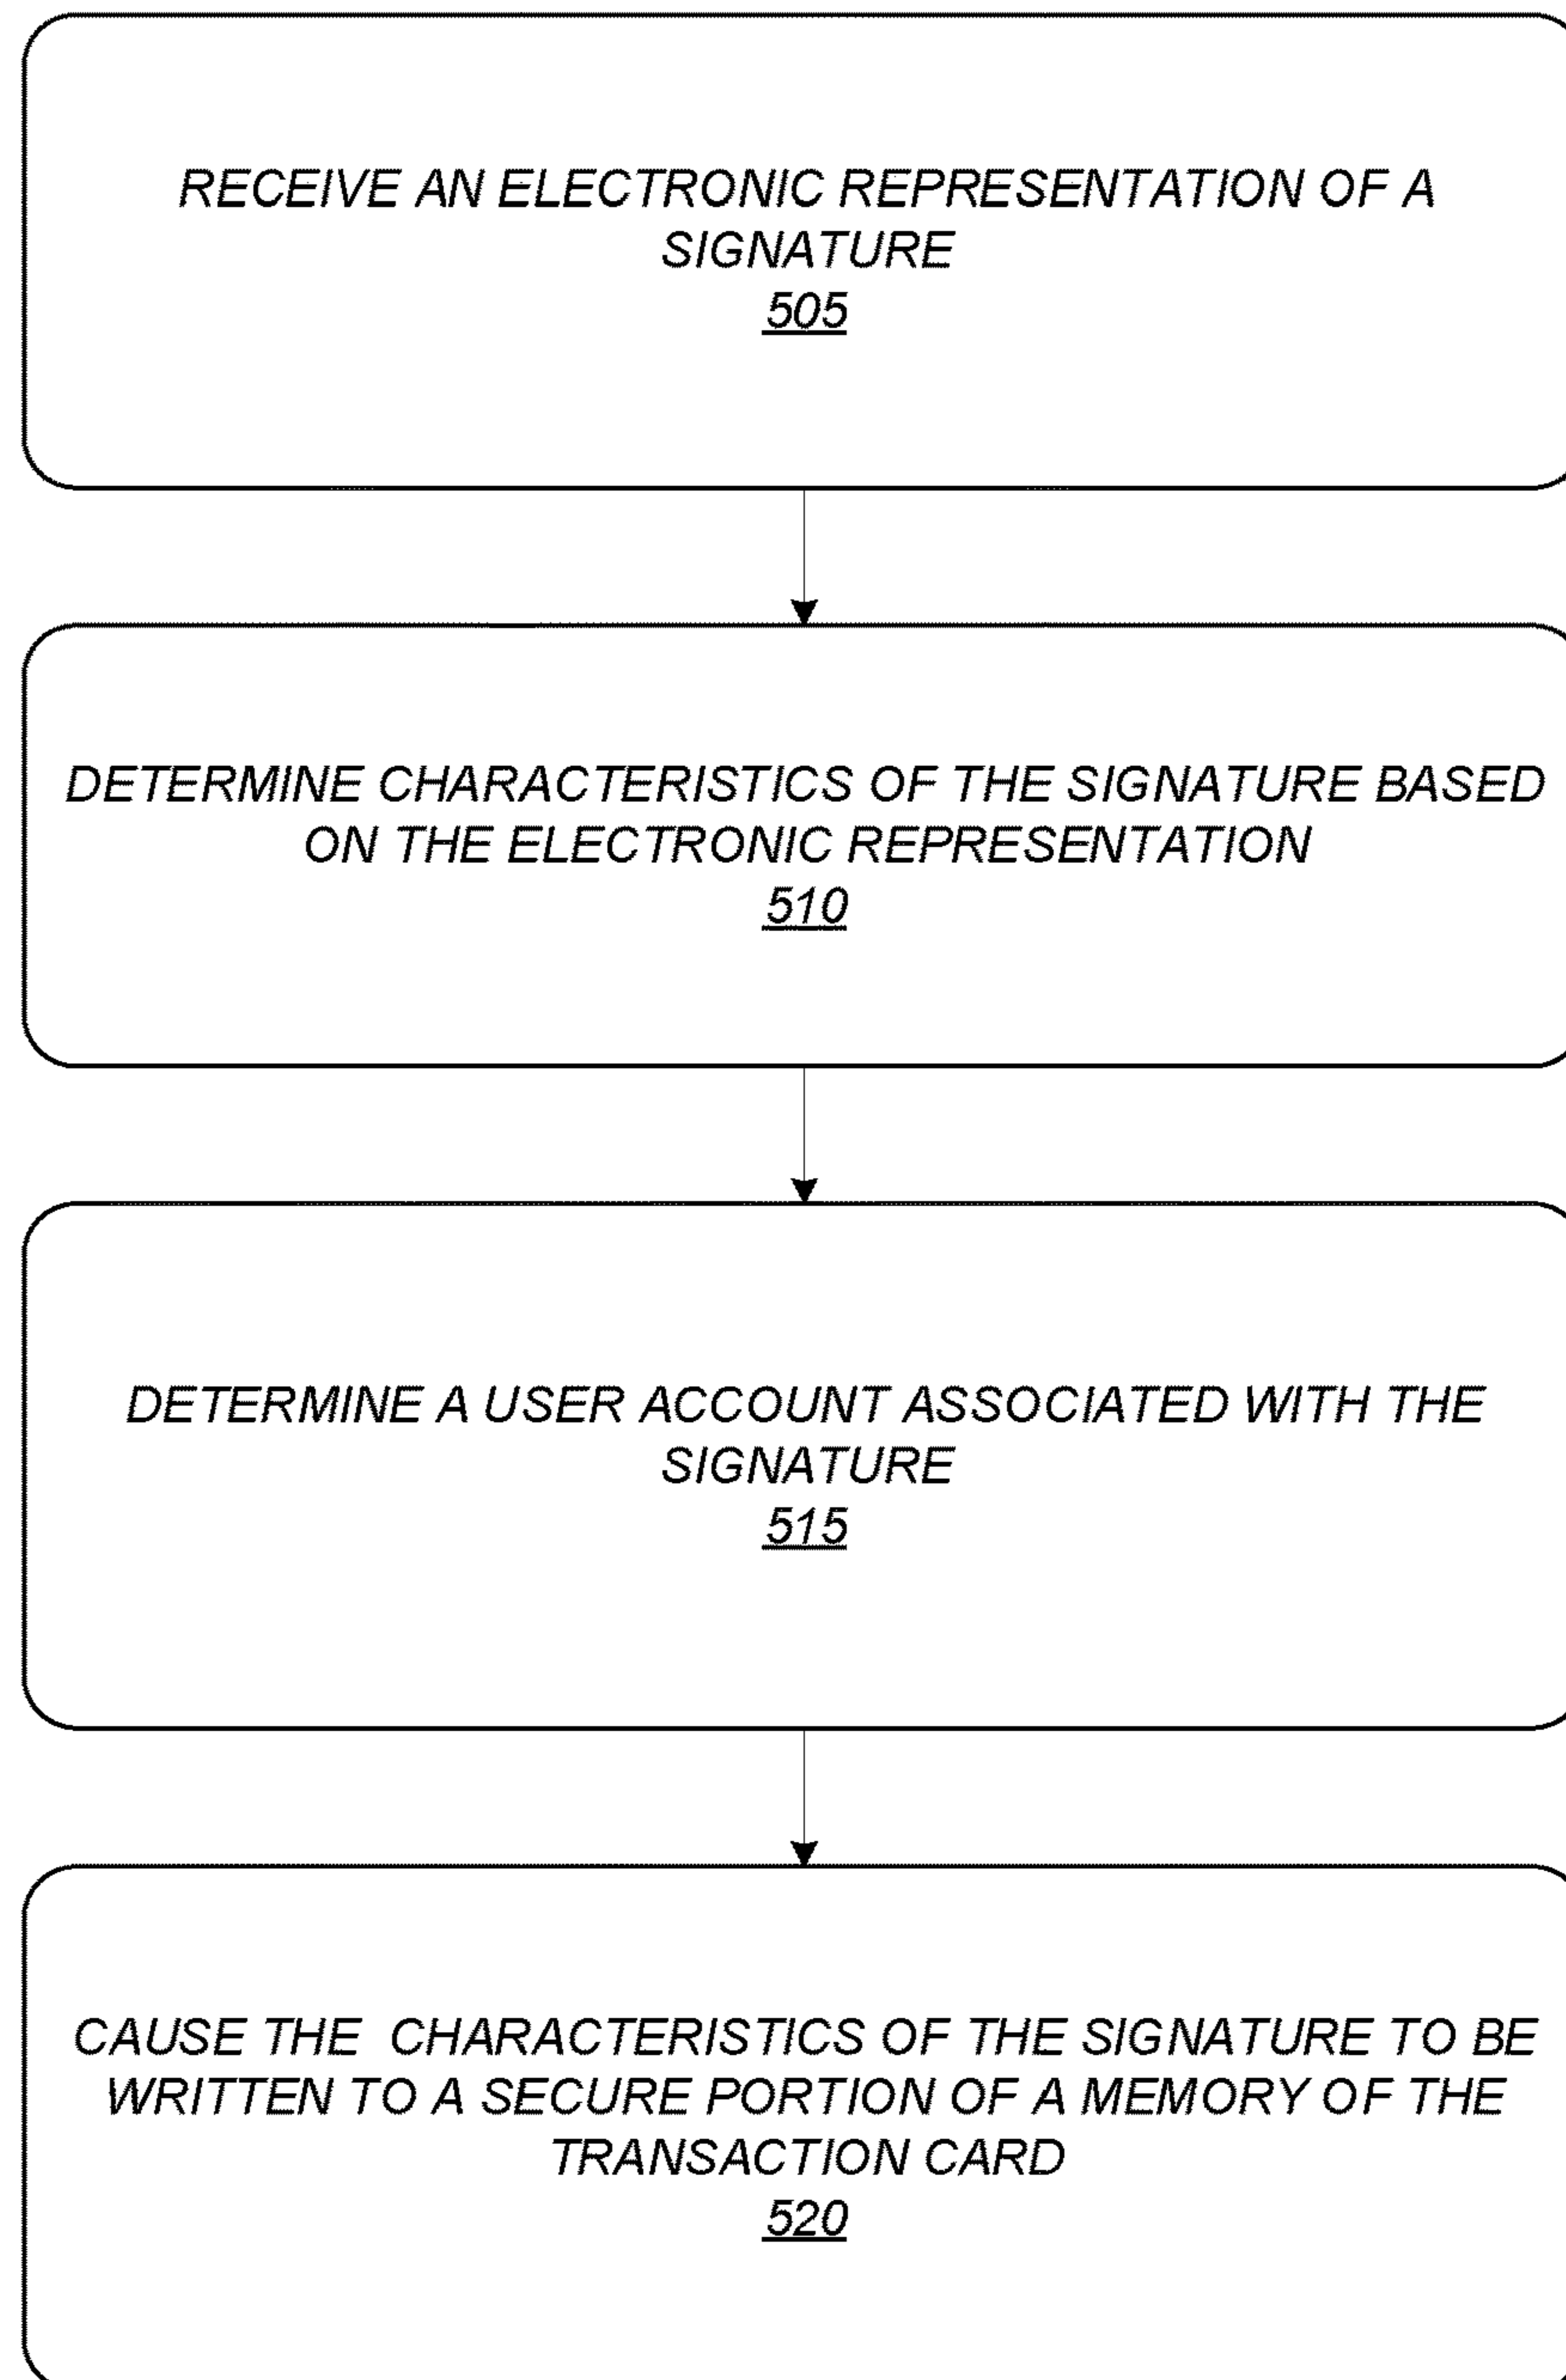 RECEIVE AN ELECTRONIC REPRESENTATION OF A
SIGNATURE
505
DETERMINE CHARACTERISTICS OF THE SIGNATURE BASED
ON THE ELECTRONIC REPRESENTATION
510
DETERMINE A USER ACCOUNT ASSOCIATED WITH THE
SIGNATURE
515
CAUSE THE CHARACTERISTICS OF THE SIGNATURE TO BE
WRITTEN TO A SECURE PORTION OF A MEMORY OF THE
TRANSACTION CARD
520